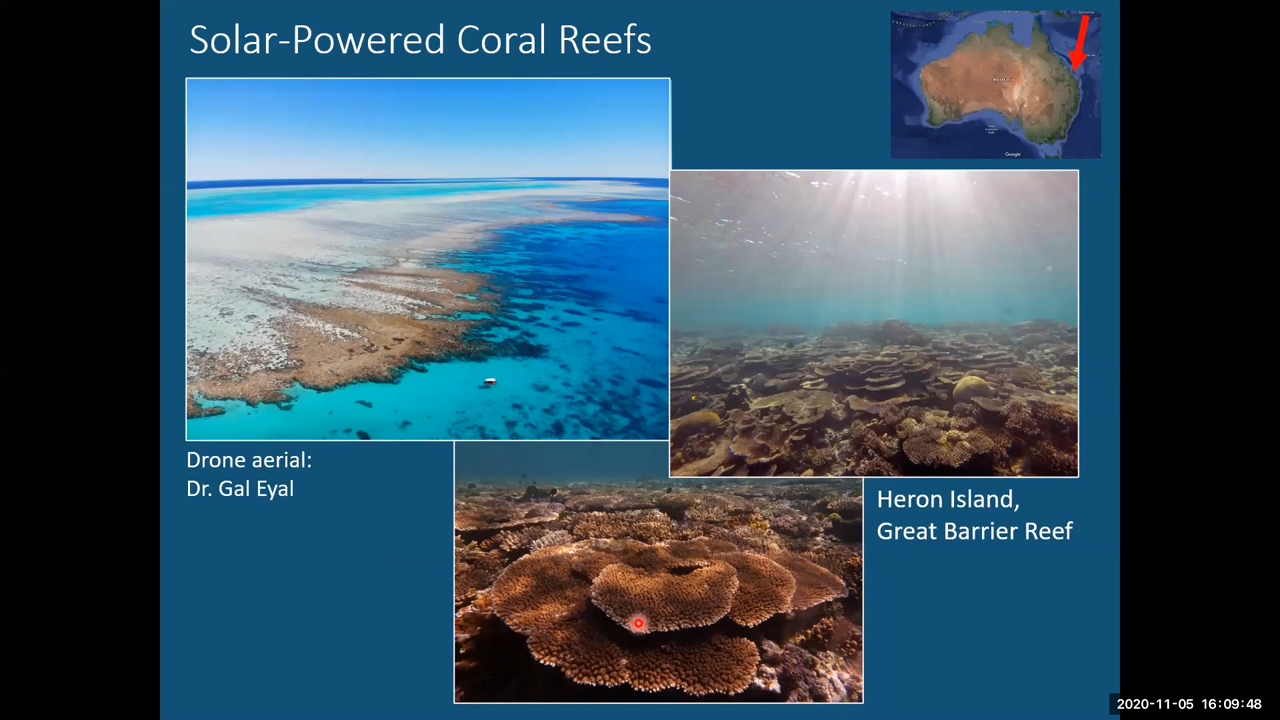 Solar-Powered Coral Reefs
Google
Drone aerial:
Dr. Gal Eyal
Heron Island,
Great Barrier Reef
2020-11-05 16:09:48